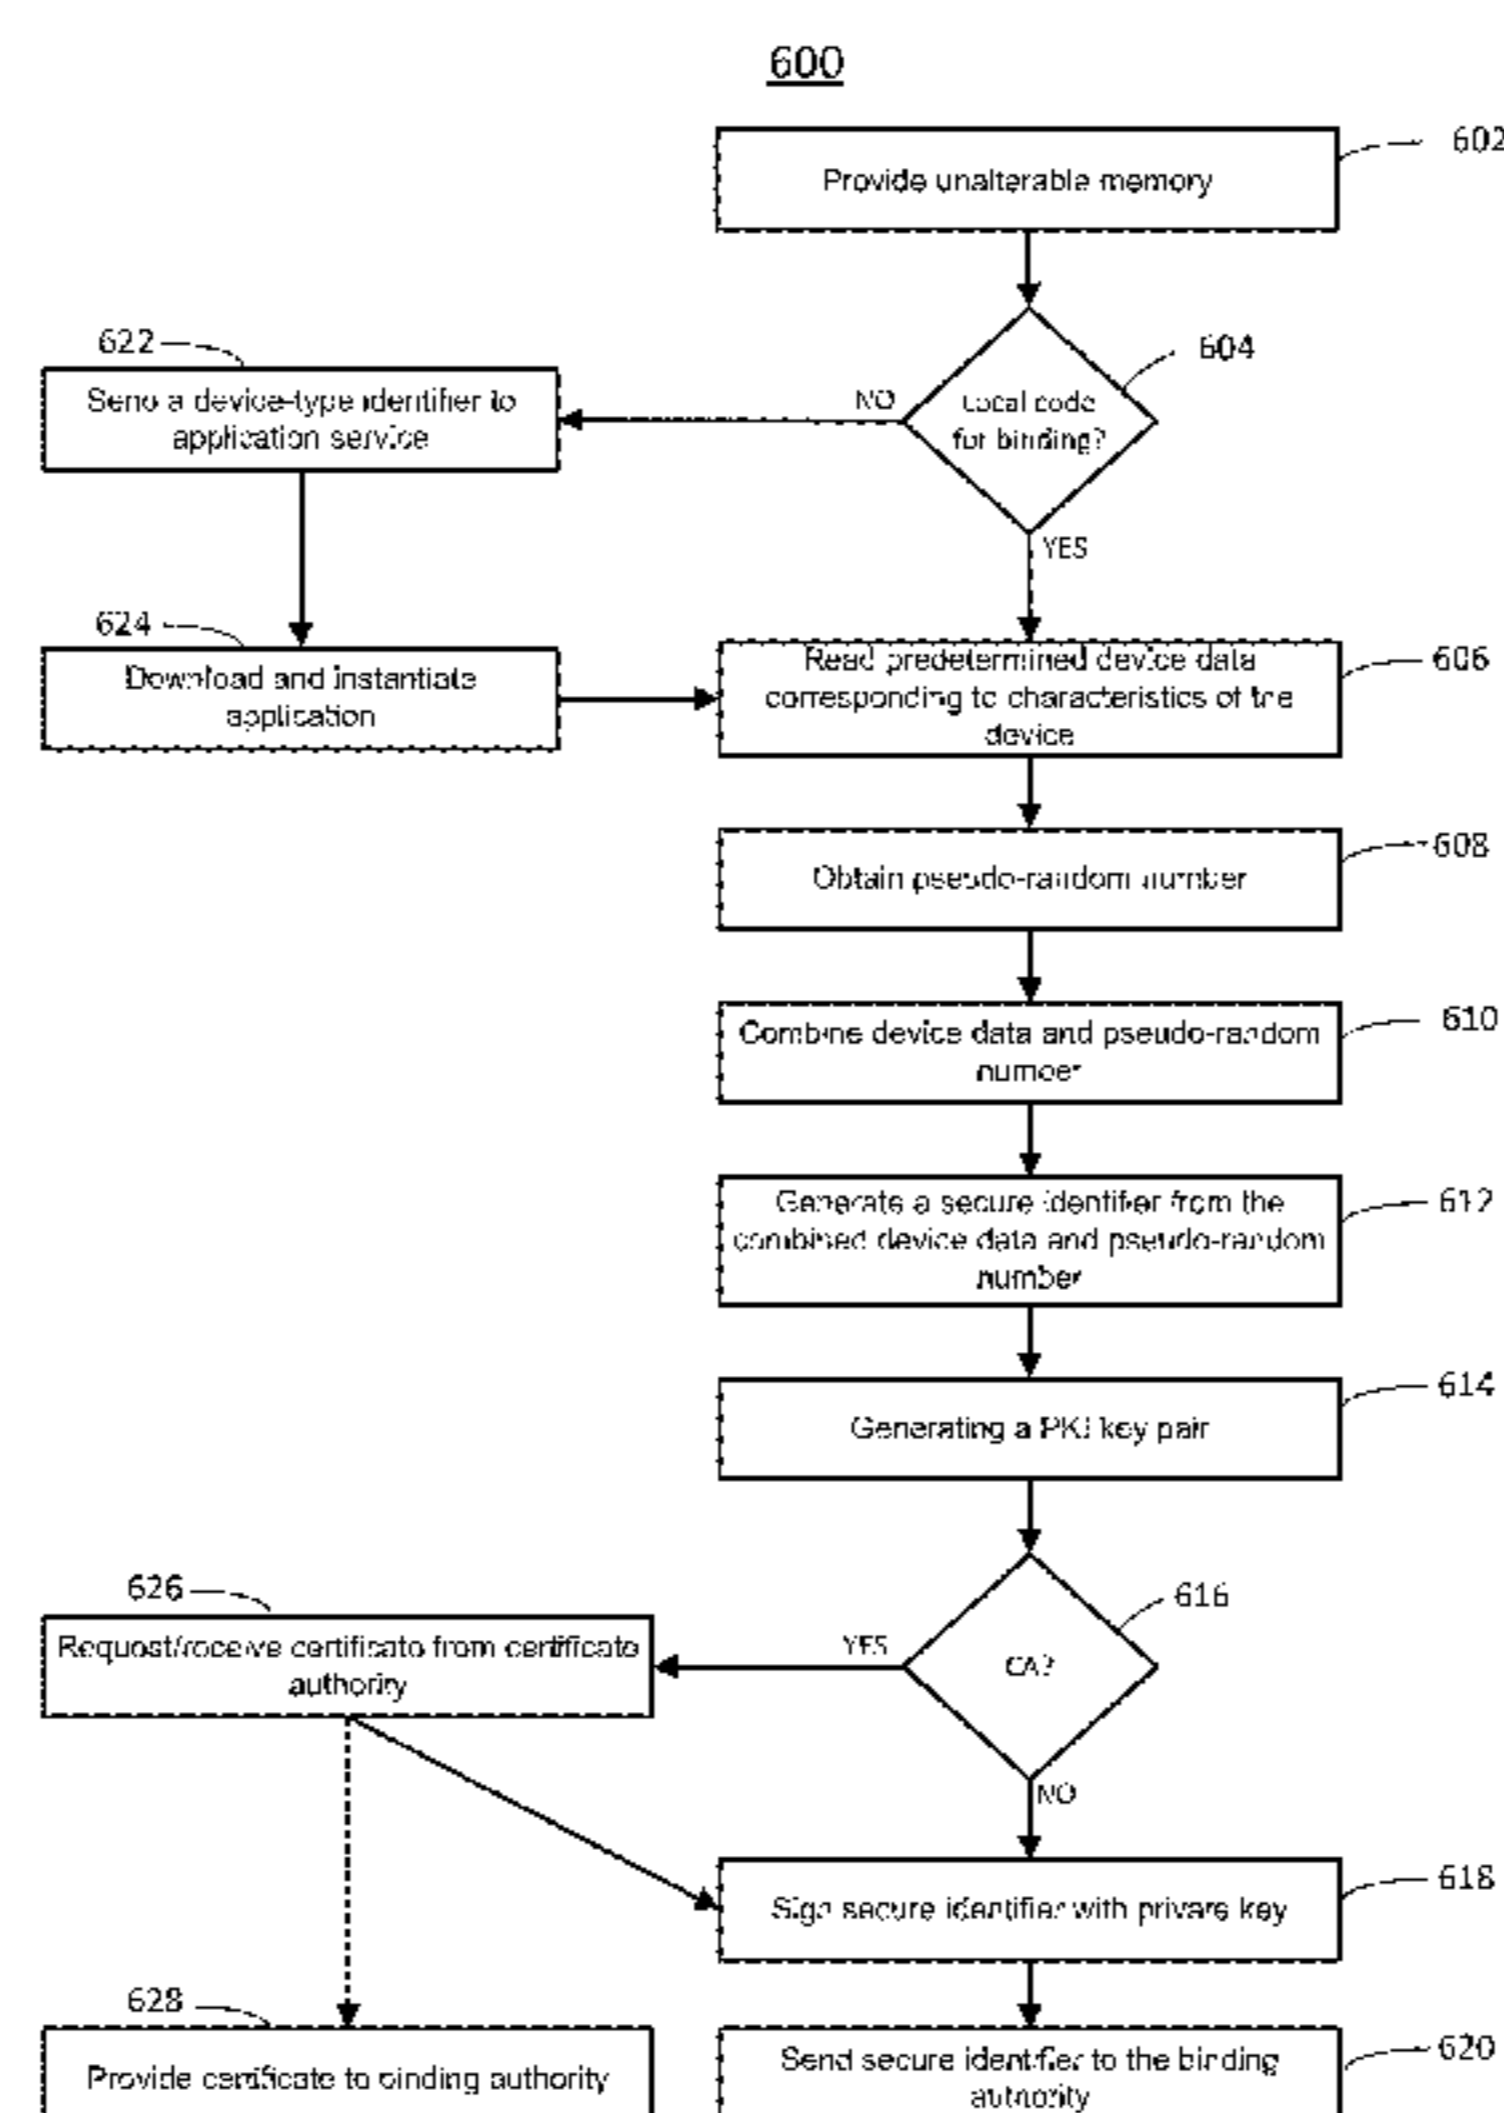 600
Provide unalterable memory
602
Local code
for binding?
604
NO
YES
622
Send a device-type identifier to
application service
624
Download and instantiate
application
Read predetermined device data
corresponding to characteristics of the
device
606
Obtain pseudo-random number
608
Combine device data and pseudo-random
number
610
Generate a secure identifier from the
combined device data and pseudo-random
number
612
Generating a PKI key pair
614
CA?
616
YES
NO
626
Request/receive certificate from certificate
authority
Sign secure identifier with private key
618
628
Provide certificate to binding authority
Send secure identifier to the binding
authority
620